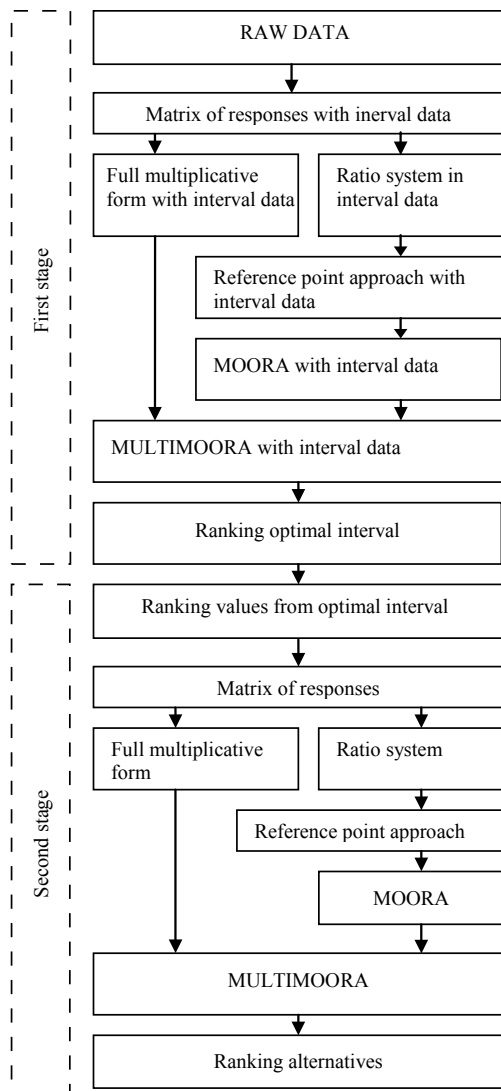 RAW DATA
Matrix of responses with inerval data
Full multiplicative
form with interval data
Ratio system in
interval data
Reference point approach with
interval data
MOORA with interval data
MULTIMOORA with interval data
Ranking optimal interval
First stage
Ranking values from optimal interval
Matrix of responses
Full multiplicative
form
Ratio system
Reference point approach
MOORA
MULTIMOORA
Ranking alternatives
Second stage